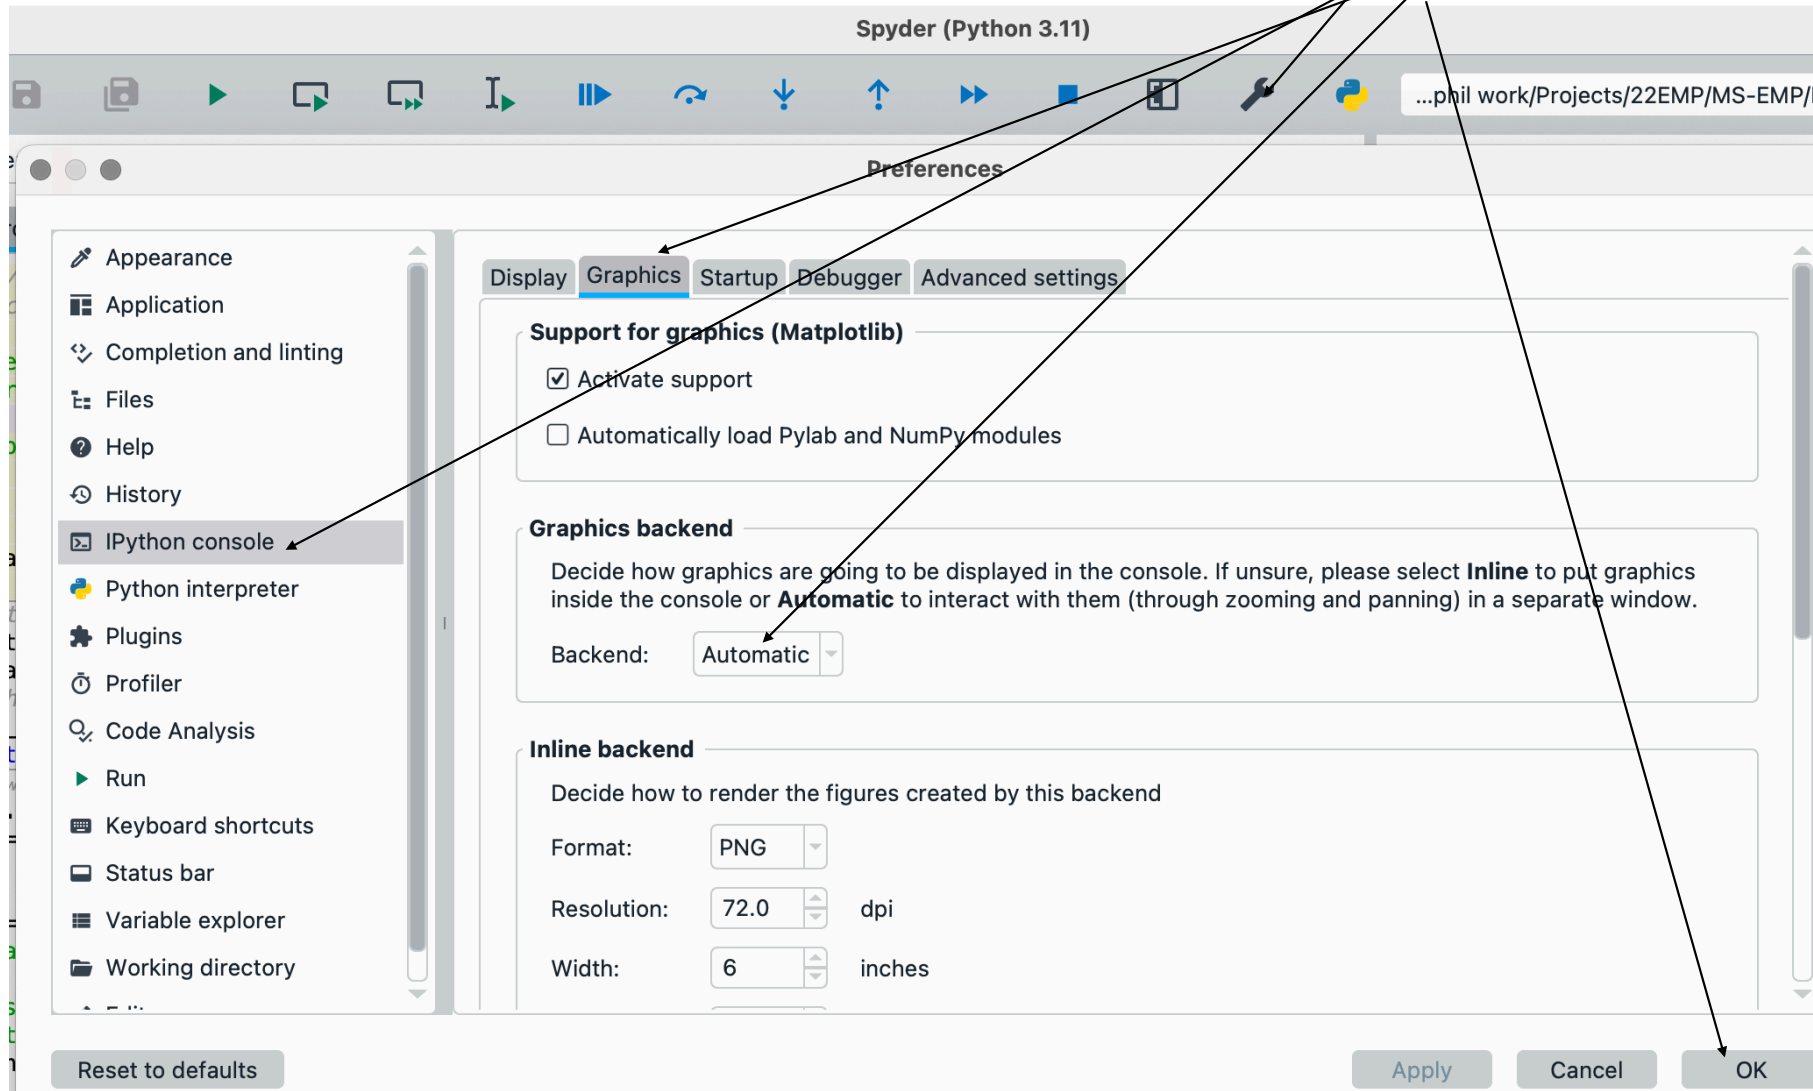 Spyder (Python 3.11)
...phil work/Projects/22EMP/MS-EMP/
Preferences
Appearance
Application
Completion and linting
Files
Help
History
IPython console
Python interpreter
Plugins
Profiler
Code Analysis
Run
Keyboard shortcuts
Status bar
Variable explorer
Working directory
Display Graphics Startup Debugger Advanced settings
Support for graphics (Matplotlib)
Activate support
Automatically load Pylab and NumPy modules
Graphics backend
Decide how graphics are going to be displayed in the console. If unsure, please select Inline to put graphics
inside the console or Automatic to interact with them (through zooming and panning) in a separate window.
Backend: Automatic
Inline backend
Decide how to render the figures created by this backend
Format: PNG
Resolution: 72.0 dpi
Width: 6 inches
Reset to defaults Apply Cancel OK